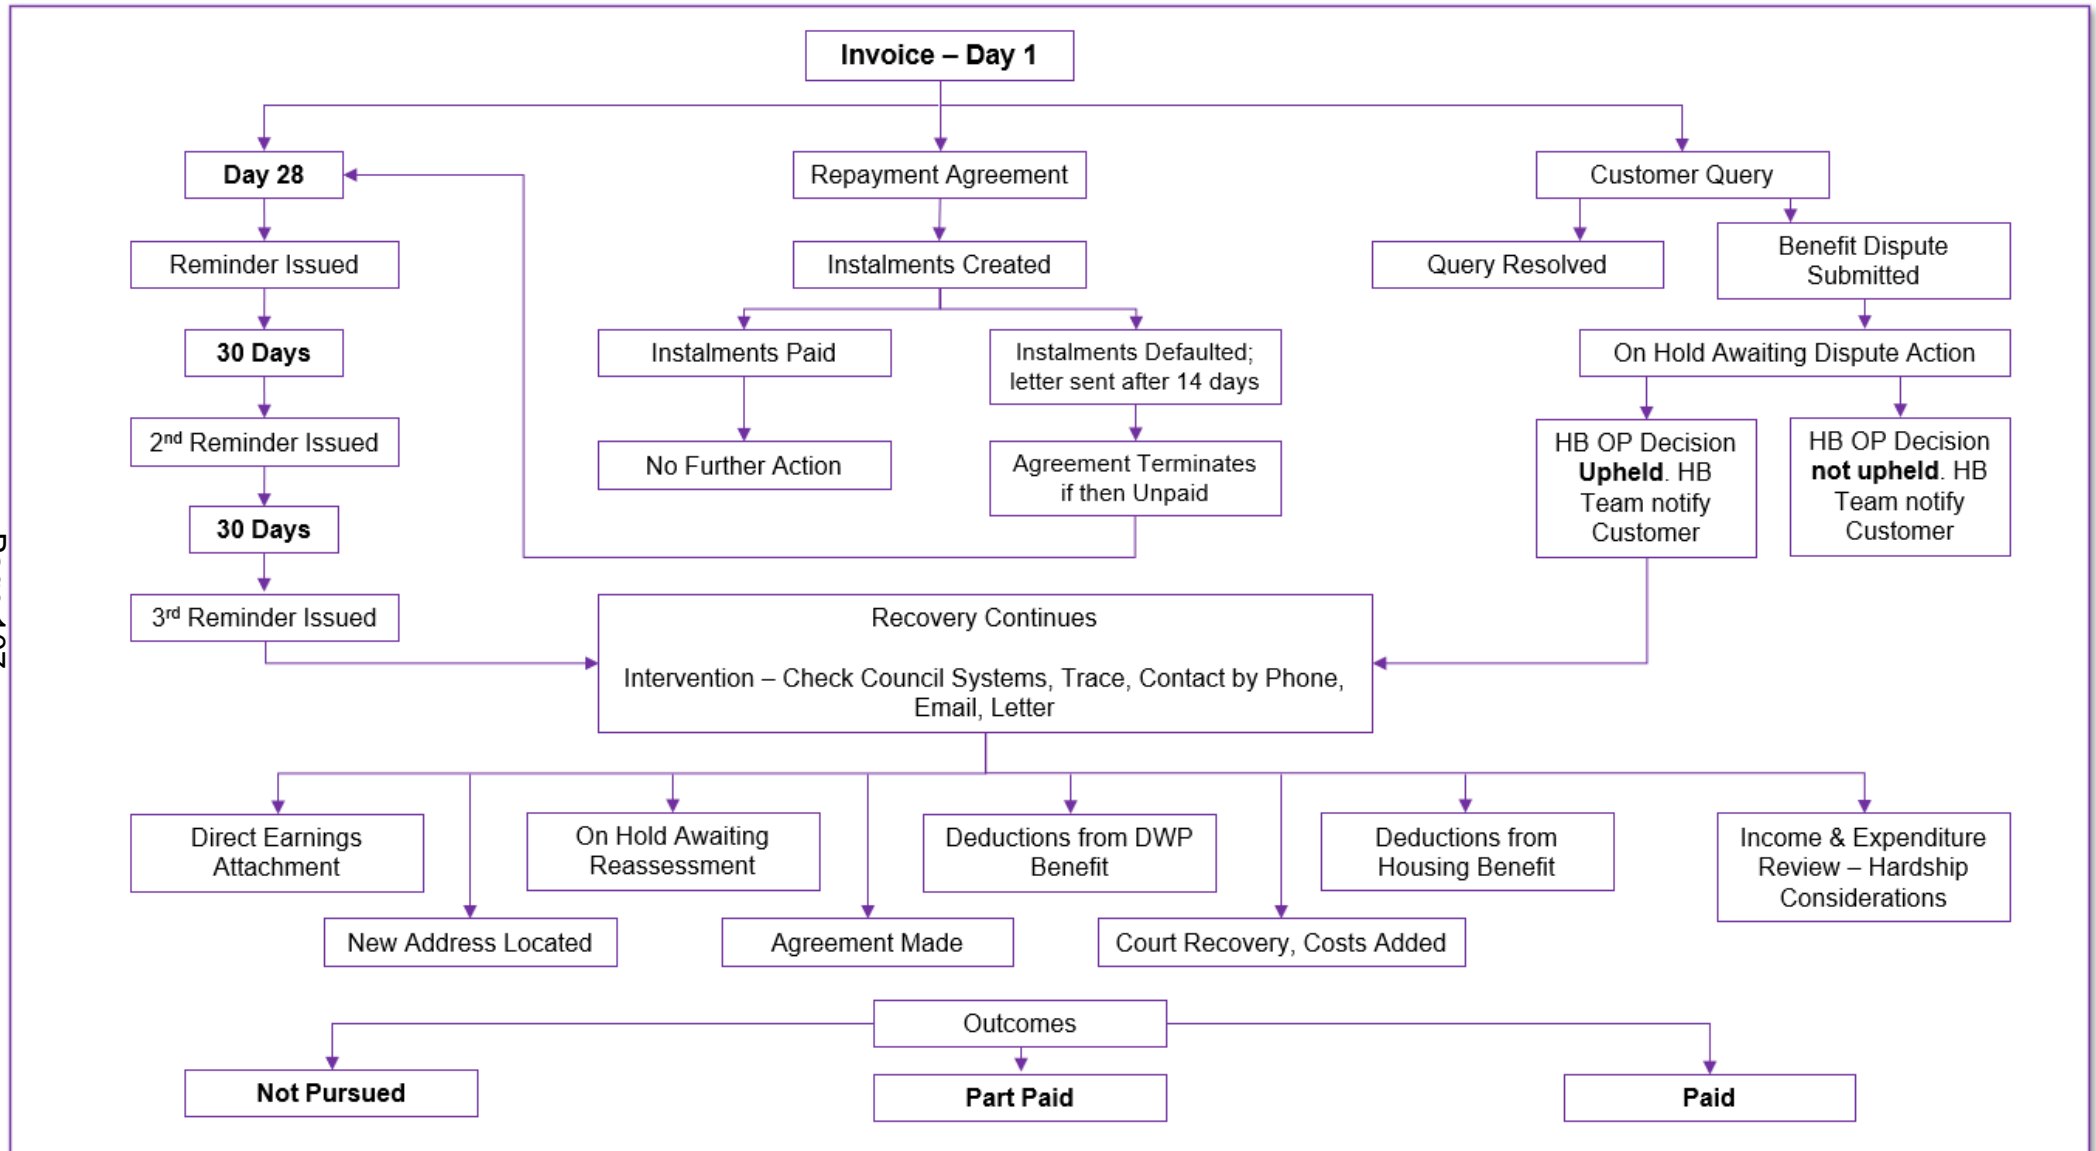 Invoice – Day 1
Day 28
Repayment Agreement
Customer Query
Reminder Issued
Instalments Created
Query Resolved
Benefit Dispute
Submitted
30 Days
Instalments Paid
Instalments Defaulted;
letter sent after 14 days
On Hold Awaiting Dispute Action
2nd Reminder Issued
No Further Action
Agreement Terminates
if then Unpaid
HB OP Decision
Upheld. HB
Team notify
Customer
HB OP Decision
not upheld. HB
Team notify
Customer
30 Days
3rd Reminder Issued
Recovery Continues
Intervention – Check Council Systems, Trace, Contact by Phone,
Email, Letter
Direct Earnings
Attachment
On Hold Awaiting
Reassessment
Deductions from DWP
Benefit
Deductions from
Housing Benefit
Income & Expenditure
Review – Hardship
Considerations
New Address Located
Agreement Made
Court Recovery, Costs Added
Outcomes
Not Pursued
Part Paid
Paid